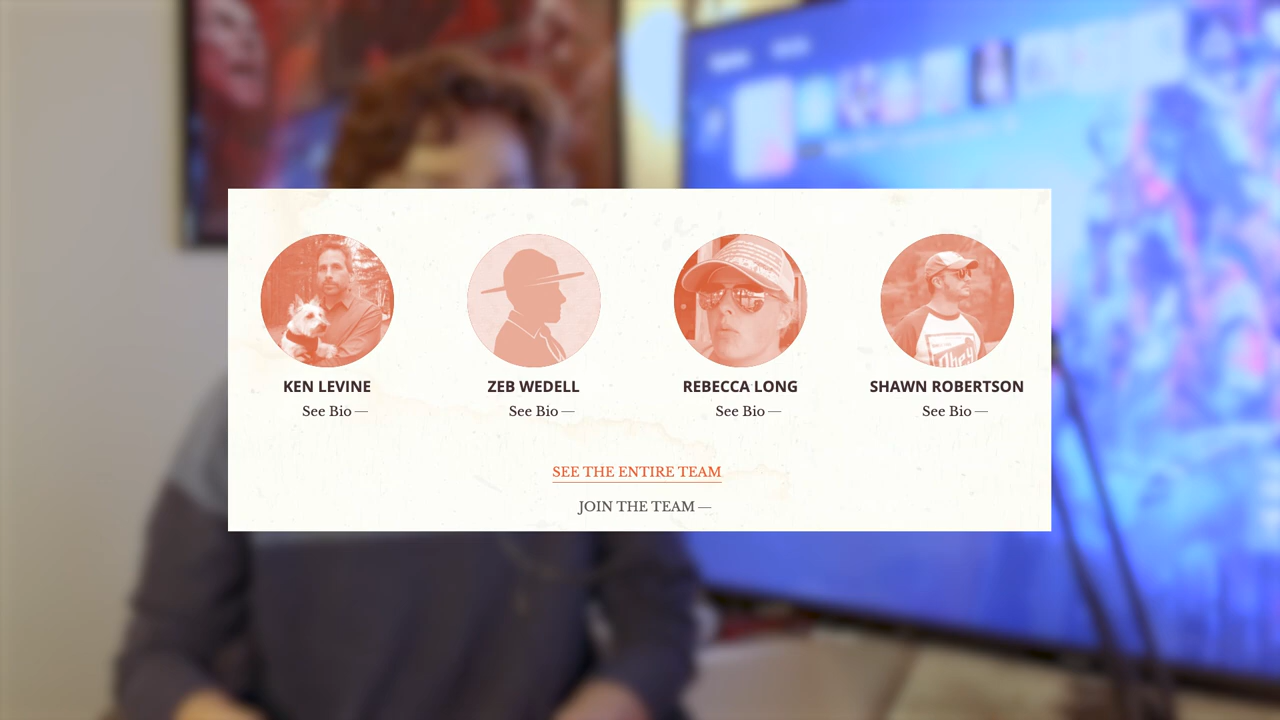 KEN LEVINE
ZEB WEDELL
REBECCA LONG
SHAWN ROBERTSON
See Bio —
See Bio —
See Bio —
See Bio —
SEE THE ENTIRE TEAM
JOIN THE TEAM —